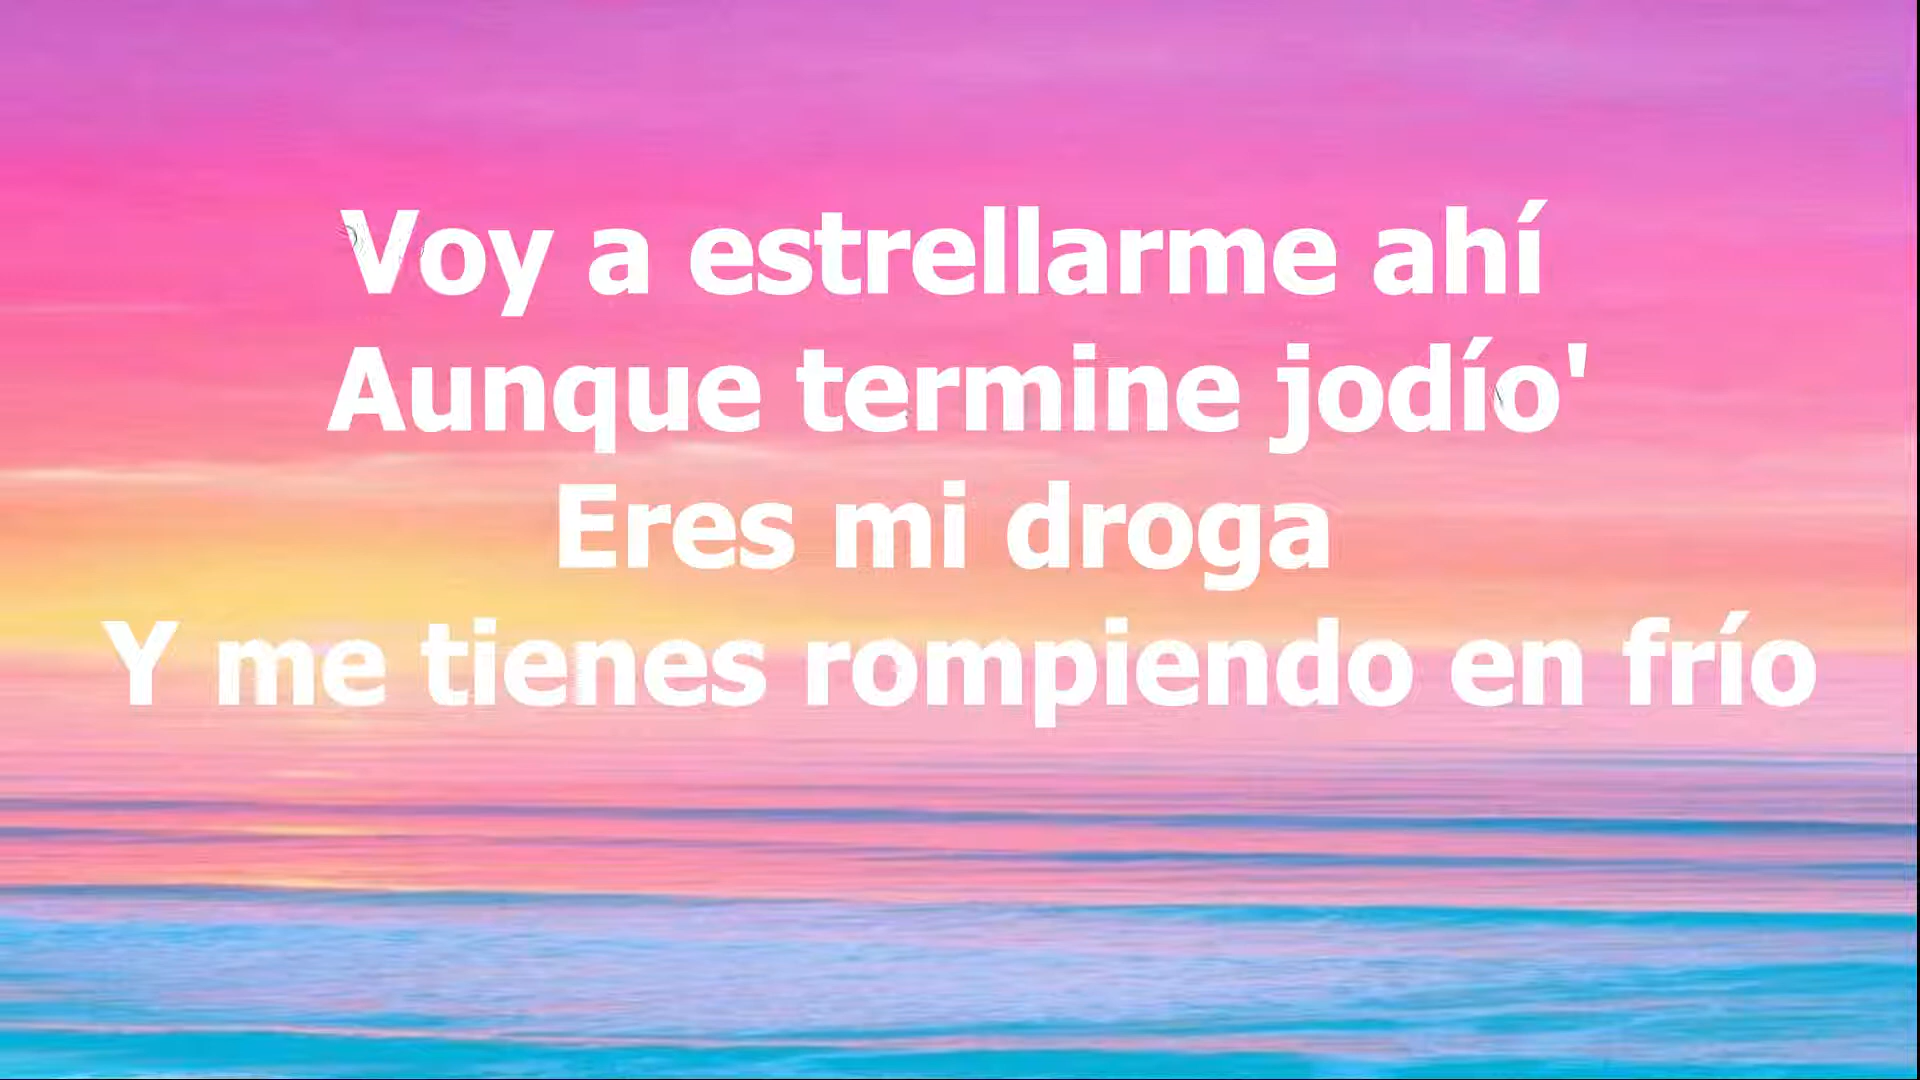 Voy a estrellarme ahí
Aunque termine jodío'
Eres mi droga
Y me tienes rompiendo en frío